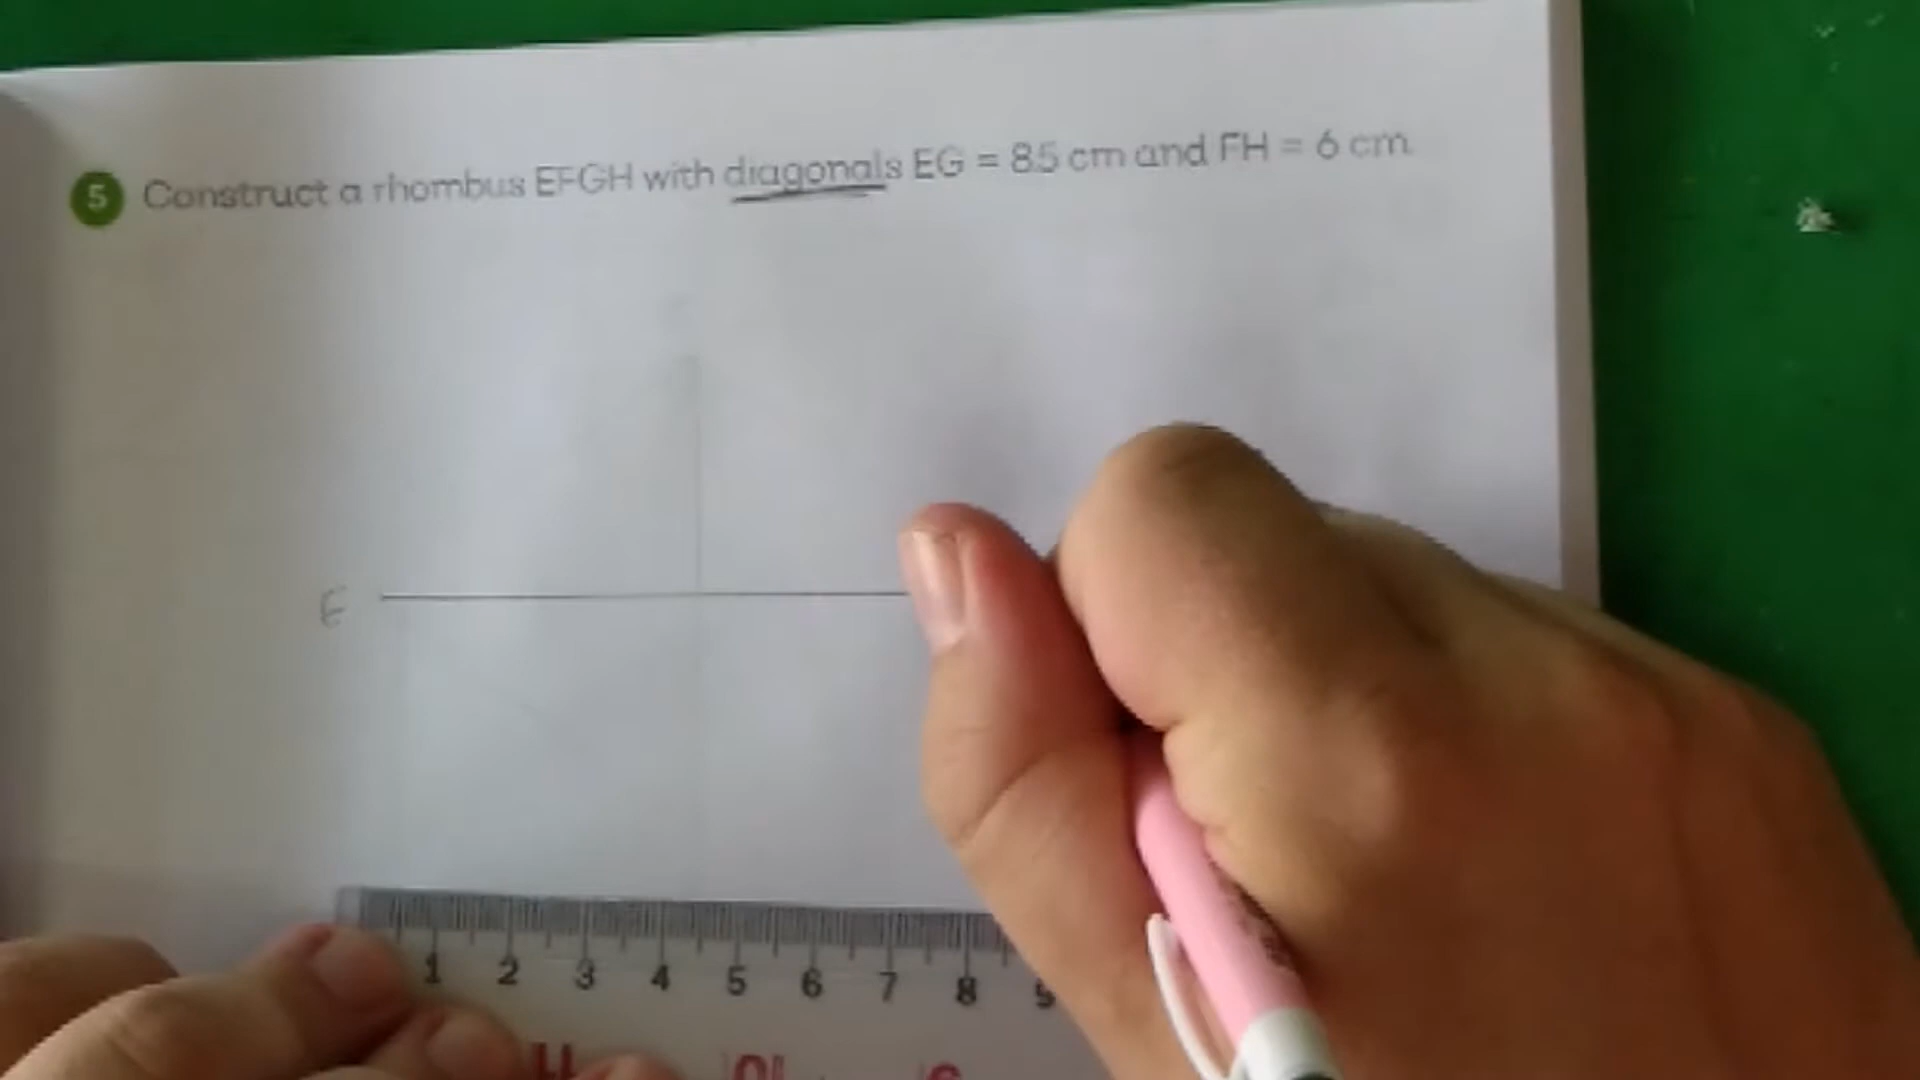 5 Construct a rhombus EFGH with diagonals EG = 8.5 cm and FH = 6 cm.
E
1 2 3 4 5 6 7 8 9